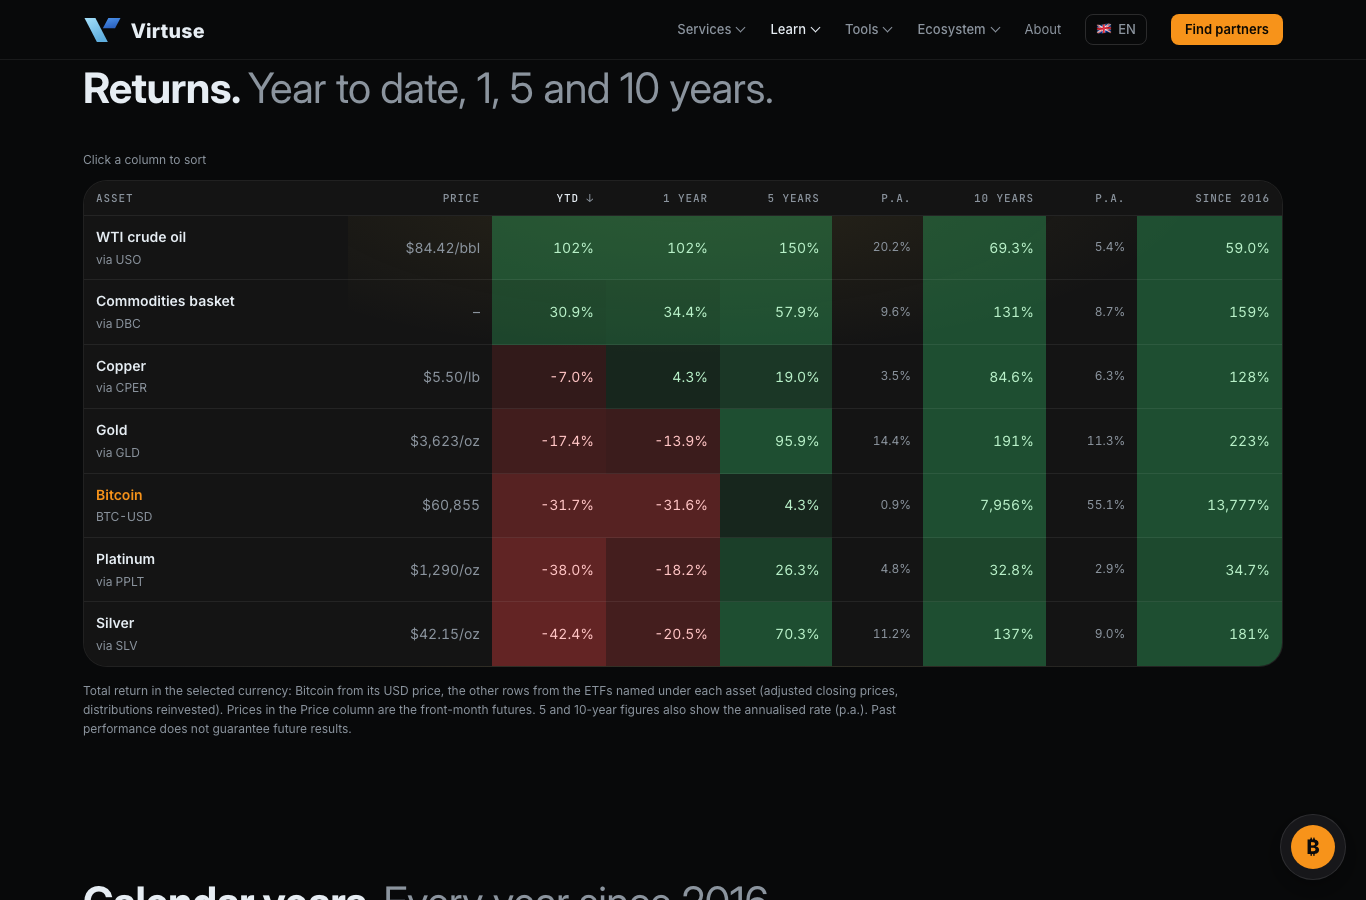 Virtuse
Services Learn Tools Ecosystem About EN Find partners
Returns. Year to date, 1, 5 and 10 years.
Click a column to sort
ASSET PRICE YTD ↓ 1 YEAR 5 YEARS P.A. 10 YEARS P.A. SINCE 2016
WTI crude oil $84.42/bbl 102% 102% 150% 20.2% 69.3% 5.4% 59.0%
via USO
Commodities basket – 30.9% 34.4% 57.9% 9.6% 131% 8.7% 159%
via DBC
Copper $5.50/lb -7.0% 4.3% 19.0% 3.5% 84.6% 6.3% 128%
via CPER
Gold $3,623/oz -17.4% -13.9% 95.9% 14.4% 191% 11.3% 223%
via GLD
Bitcoin $60,855 -31.7% -31.6% 4.3% 0.9% 7,956% 55.1% 13,777%
BTC-USD
Platinum $1,290/oz -38.0% -18.2% 26.3% 4.8% 32.8% 2.9% 34.7%
via PPLT
Silver $42.15/oz -42.4% -20.5% 70.3% 11.2% 137% 9.0% 181%
via SLV
Total return in the selected currency: Bitcoin from its USD price, the other rows from the ETFs named under each asset (adjusted closing prices,
distributions reinvested). Prices in the Price column are the front-month futures. 5 and 10-year figures also show the annualised rate (p.a.). Past
performance does not guarantee future results.
Calendar years. Every year since 2016